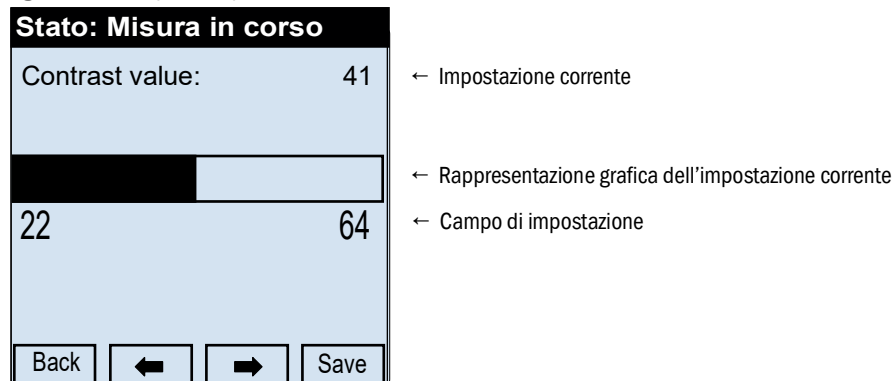 Stato: Misura in corso
Contrast value: 41 ← Impostazione corrente
← Rappresentazione grafica dell'impostazione corrente
22 64 ← Campo di impostazione
Back ← → Save